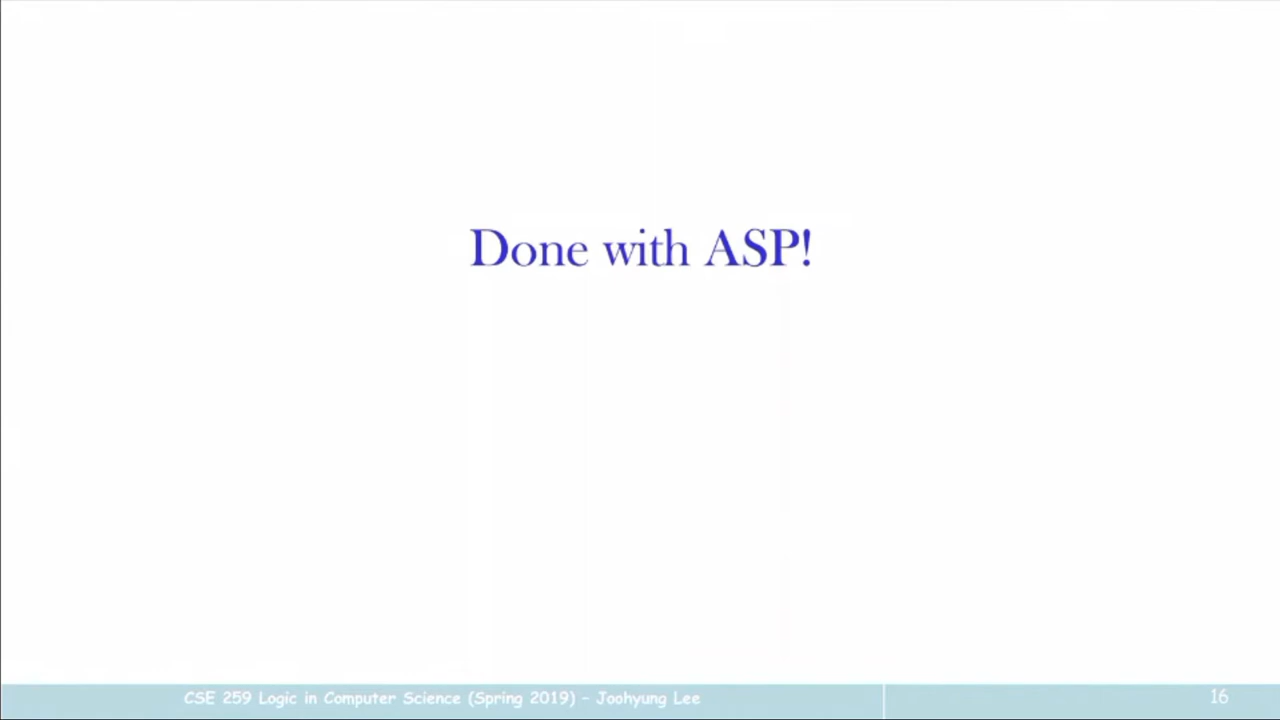 Done with ASP!
CSE 259 Logic in Computer Science (Spring 2019) – Joohyung Lee
16